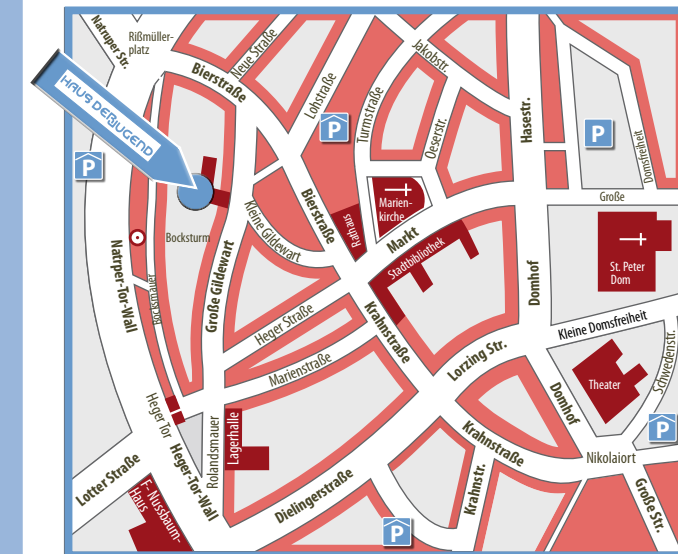 Natruper Str.
Rißmüller-
platz
Neue Straße
Bierstraße
Lohstraße
Turmstraße
Jakobstr.
Oeserstr.
Hasestr.
Domsfreiheit
HAUS DER JUGEND
P
P
P
Große
Bierstraße
Rathaus
Marien-
kirche
Markt
Stadtbibliothek
Kleine Gildewart
Bocksturm
Große Gildewart
Natrper-Tor-Wall
Bocksmauer
Domhof
St. Peter
Dom
Heger Straße
Krahnstraße
Kleine Domsfreiheit
Marienstraße
Lorzing Str.
Schwedenstr.
Theater
Domhof
Heger Tor
Heger-Tor-Wall
Rolandsmauer
Lagerhalle
Krahnstraße
P
Nikolaiort
Lotter Straße
F- Nussbaum-
Haus
Dielingerstraße
Krahnstr.
Große Str.
P